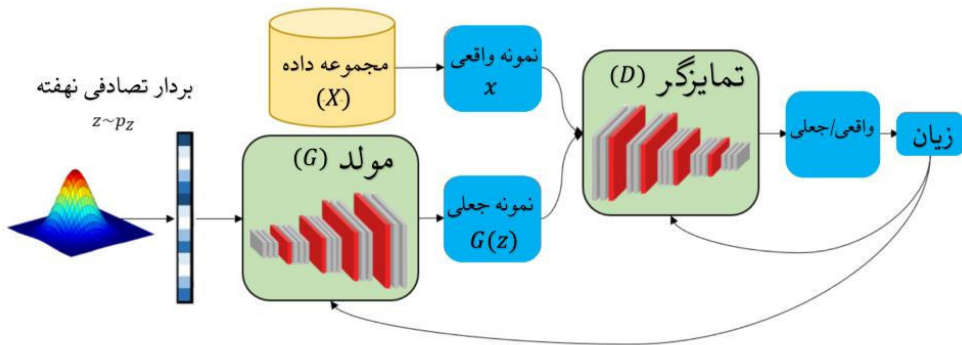 بردار تصادفی نهفته
z~p_Z
مجموعه داده
(X)
نمونه واقعی
x
مولد (G)
نمونه جعلی
G(z)
تمایزگر (D)
واقعی/جعلی
زیان